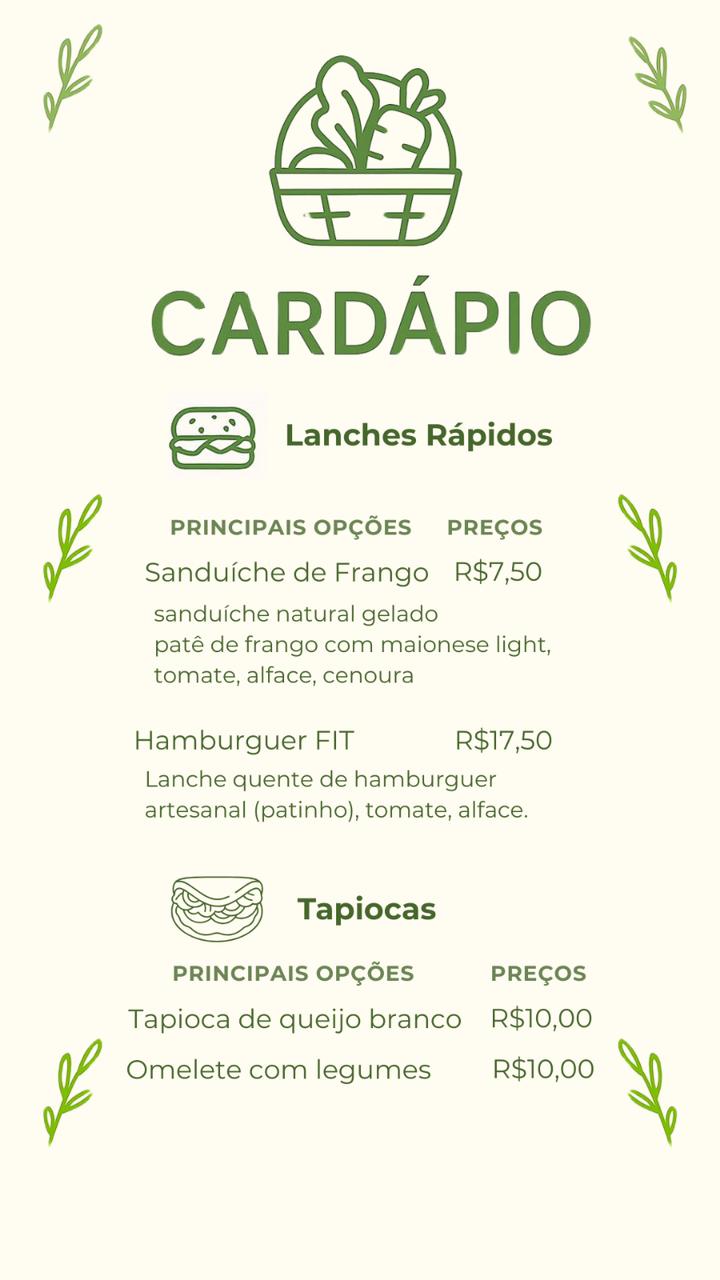 CARDÁPIO
Lanches Rápidos
PRINCIPAIS OPÇÕES PREÇOS
Sanduíche de Frango R$7,50
sanduíche natural gelado
patê de frango com maionese light,
tomate, alface, cenoura
Hamburguer FIT R$17,50
Lanche quente de hamburguer
artesanal (patinho), tomate, alface.
Tapiocas
PRINCIPAIS OPÇÕES PREÇOS
Tapioca de queijo branco R$10,00
Omelete com legumes R$10,00